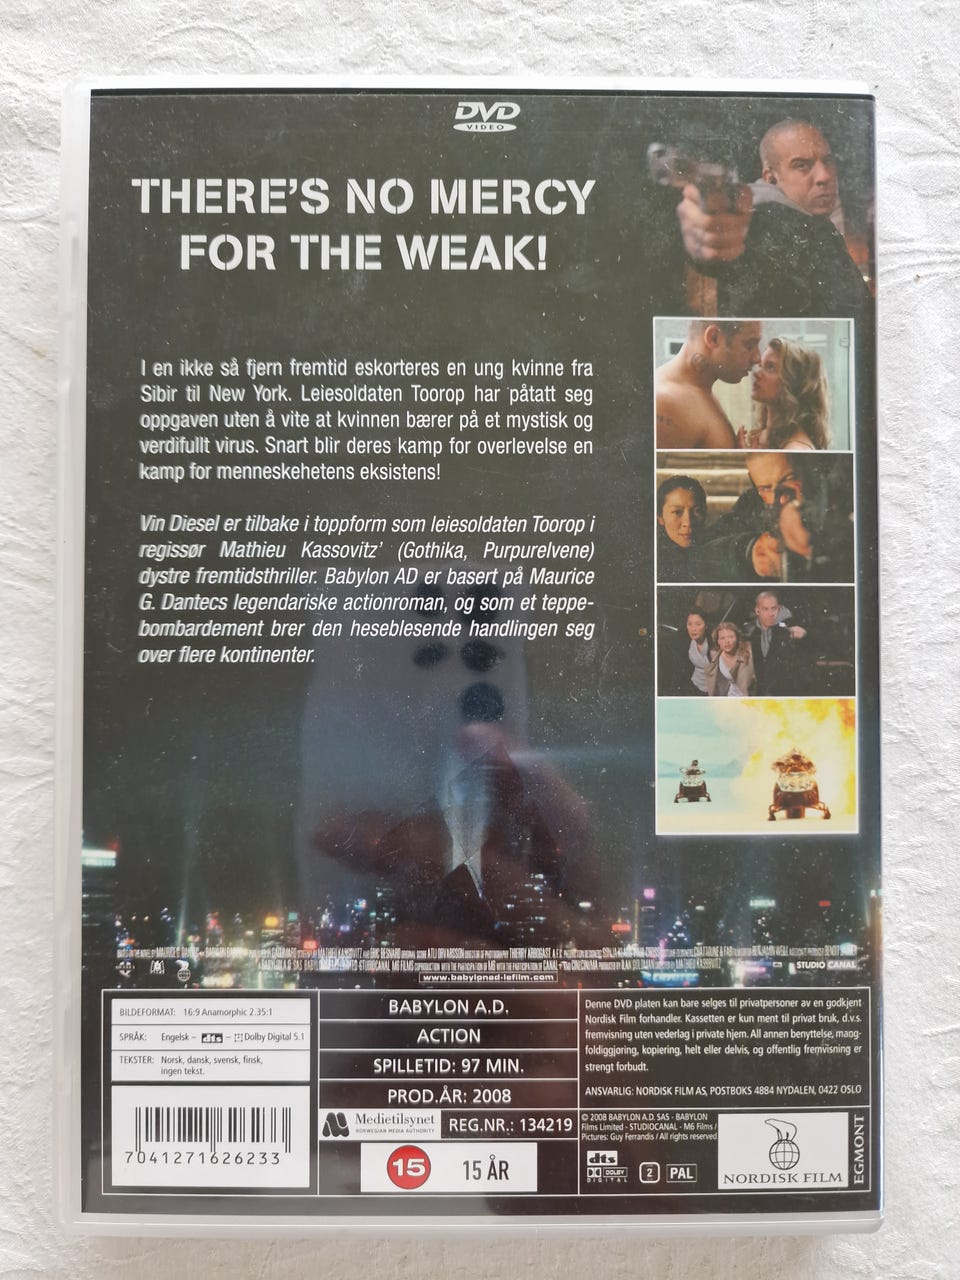 DVD
VIDEO
THERE'S NO MERCY
FOR THE WEAK!
I en ikke så fjern fremtid eskorteres en ung kvinne fra
Sibir til New York. Leiesoldaten Toorop har påtatt seg
oppgaven uten å vite at kvinnen bærer på et mystisk og
verdifullt virus. Snart blir deres kamp for overlevelse en
kamp for menneskehetens eksistens!
Vin Diesel er tilbake i toppform som leiesoldaten Toorop i
regissør Mathieu Kassovitz' (Gothika, Purpurelvene)
dystre fremtidsthriller. Babylon AD er basert på Maurice
G. Dantecs legendariske actionroman, og som et teppe-
bombardement brer den heseblesende handlingen seg
over flere kontinenter.
STUDIO CANAL
www.babylonad-lefilm.com
BILDEFORMAT: 16:9 Anamorphic 2.35:1
SPRÅK: Engelsk – dts – Dolby Digital 5.1
TEKSTER: Norsk, dansk, svensk, finsk,
ingen tekst.
7041271626233
BABYLON A.D.
ACTION
SPILLETID: 97 MIN.
PROD.ÅR: 2008
Medietilsynet
NORWEGIAN MEDIA AUTHORITY
REG.NR.: 134219
15
15 ÅR
Denne DVD platen kan bare selges til privatpersoner av en godkjent
Nordisk Film forhandler. Kassetten er kun ment til privat bruk, d.v.s.
fremvisning uten vederlag i private hjem. All annen benyttelse, mang-
foldiggjøring, kopiering, helt eller delvis, og offentlig fremvisning er
strengt forbudt.
ANSVARLIG: NORDISK FILM AS, POSTBOKS 4884 NYDALEN, 0422 OSLO
© 2008 BABYLON A.D. SAS - BABYLON
Films Limited - STUDIOCANAL - M6 Films /
Pictures: Guy Ferrandis / All rights reserved
dts
DOLBY
DIGITAL
2
PAL
NORDISK FILM
EGMONT